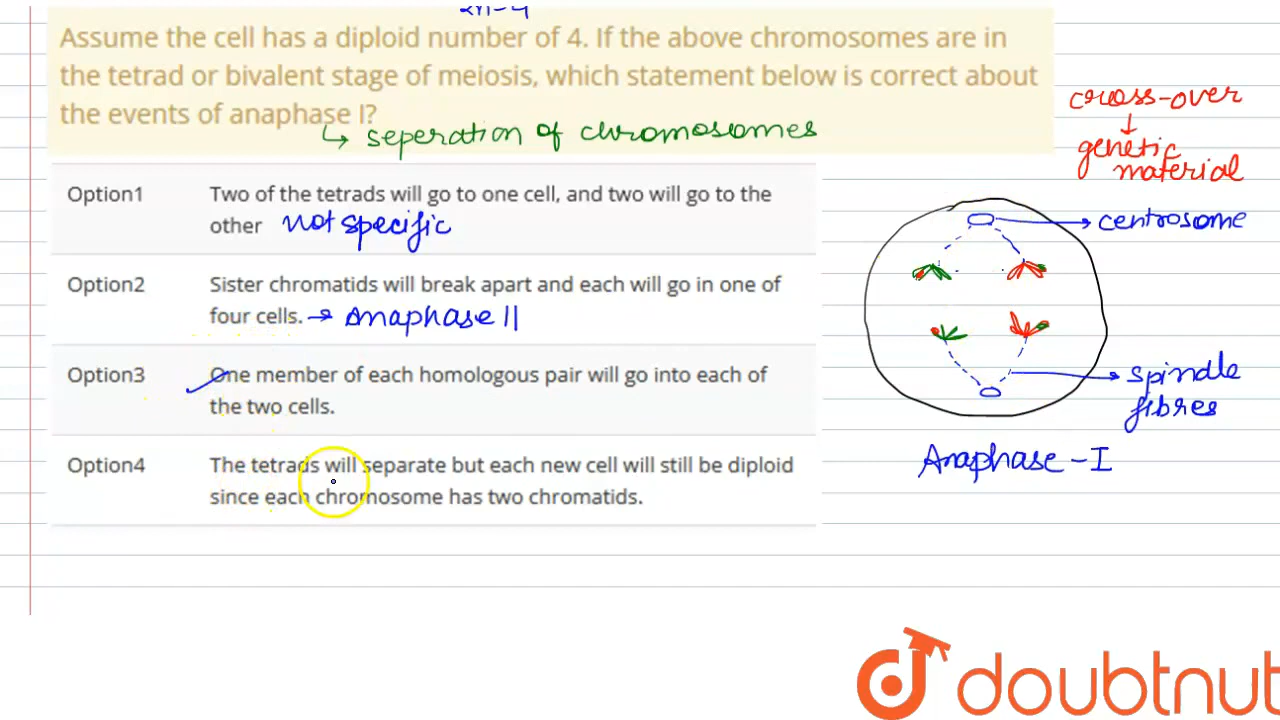 2n=4
Assume the cell has a diploid number of 4. If the above chromosomes are in
the tetrad or bivalent stage of meiosis, which statement below is correct about
the events of anaphase I?
↳ seperation of chromosomes
cross-over
↓
genetic
material
Option1 Two of the tetrads will go to one cell, and two will go to the
other Not specific
centrosome
Option2 Sister chromatids will break apart and each will go in one of
four cells. → Anaphase II
Option3 One member of each homologous pair will go into each of
the two cells.
spindle
fibres
Anaphase-I
Option4 The tetrads will separate but each new cell will still be diploid
since each chromosome has two chromatids.
doubtnut